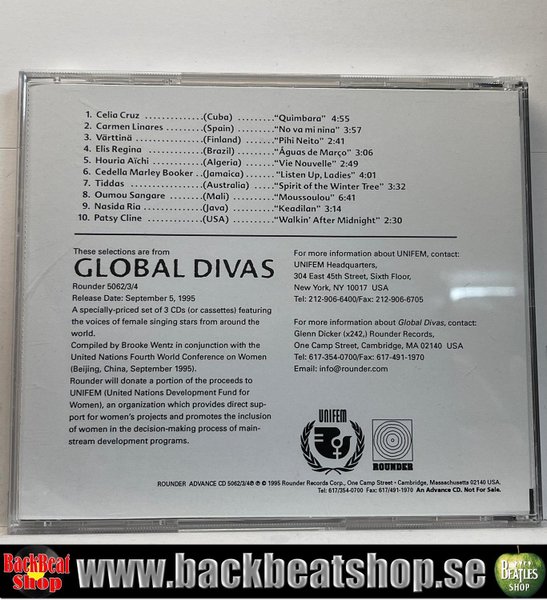 1. Celia Cruz..............(Cuba) .........“Quimbara” 4:55
2. Carmen Linares.........(Spain) ........“No va mi nina” 3:57
3. Värttinä................(Finland) ......“Pihi Neito” 2:41
4. Elis Regina .............(Brazil) ........“Águas de Março” 3:06
5. Houria Aïchi............(Algeria) ......“Vie Nouvelle” 2:49
6. Cedella Marley Booker ..(Jamaica) .....“Listen Up, Ladies” 4:01
7. Tiddas .................(Australia) .....“Spirit of the Winter Tree” 3:32
8. Oumou Sangare .........(Mali) .........“Moussoulou” 6:41
9. Nasida Ria..............(Java)..........“Keadilan” 3:14
10. Patsy Cline .............(USA)..........“Walkin’ After Midnight” 2:30
These selections are from
GLOBAL DIVAS
Rounder 5062/3/4
Release Date: September 5, 1995
A specially-priced set of 3 CDs (or cassettes) featuring
the voices of female singing stars from around the
world.
Compiled by Brooke Wentz in conjunction with the
United Nations Fourth World Conference on Women
(Beijing, China, September 1995).
Rounder will donate a portion of the proceeds to
UNIFEM (United Nations Development Fund for
Women), an organization which provides direct sup-
port for women’s projects and promotes the inclusion
of women in the decision-making process of main-
stream development programs.
For more information about UNIFEM, contact:
UNIFEM Headquarters,
304 East 45th Street, Sixth Floor,
New York, NY 10017 USA
Tel: 212-906-6400/Fax: 212-906-6705
For more information about Global Divas, contact:
Glenn Dicker (x242,) Rounder Records,
One Camp Street, Cambridge, MA 02140 USA
Tel: 617-354-0700/Fax: 617/491-1970
Email: info@rounder.com
UNIFEM
ROUNDER
ROUNDER ADVANCE CD 5062/3/4 ℗ © 1995 Rounder Records Corp., One Camp Street • Cambridge, Massachusetts 02140 USA.
Tel: 617/354-0700 Fax: 617/491-1970 An Advance CD. Not For Sale.
BackBeat
Shop
www.backbeatshop.se
BEATLES
SHOP